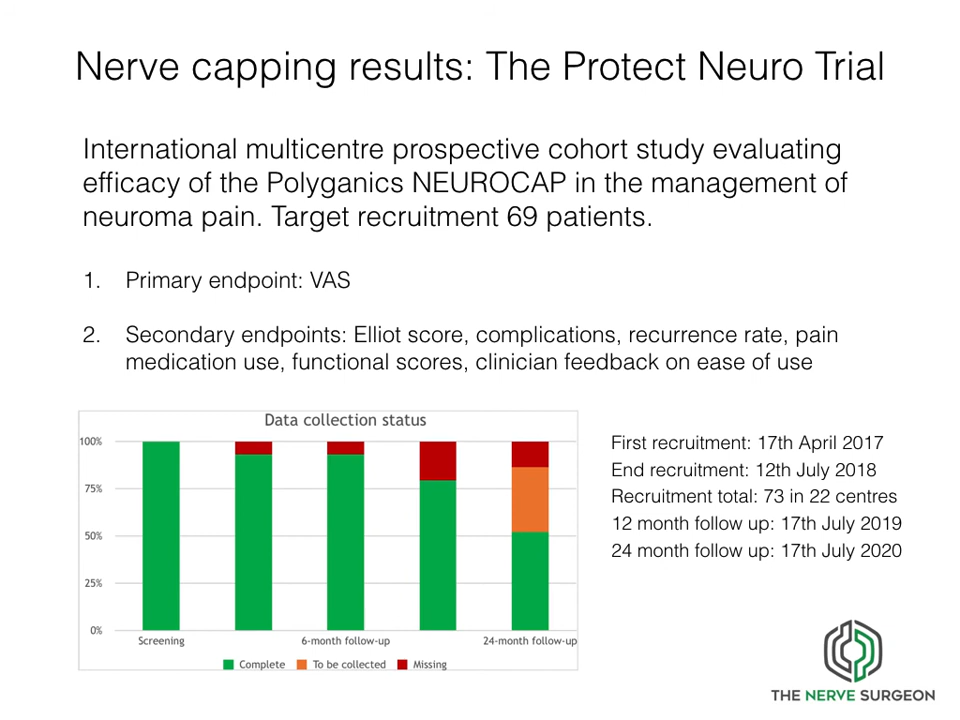 Nerve capping results: The Protect Neuro Trial
International multicentre prospective cohort study evaluating
efficacy of the Polyganics NEUROCAP in the management of
neuroma pain. Target recruitment 69 patients.
1. Primary endpoint: VAS
2. Secondary endpoints: Elliot score, complications, recurrence rate, pain
medication use, functional scores, clinician feedback on ease of use
Data collection status
100%
75%
50%
25%
0%
Screening
6-month follow-up
24-month follow-up
Complete
To be collected
Missing
First recruitment: 17th April 2017
End recruitment: 12th July 2018
Recruitment total: 73 in 22 centres
12 month follow up: 17th July 2019
24 month follow up: 17th July 2020
THE NERVE SURGEON